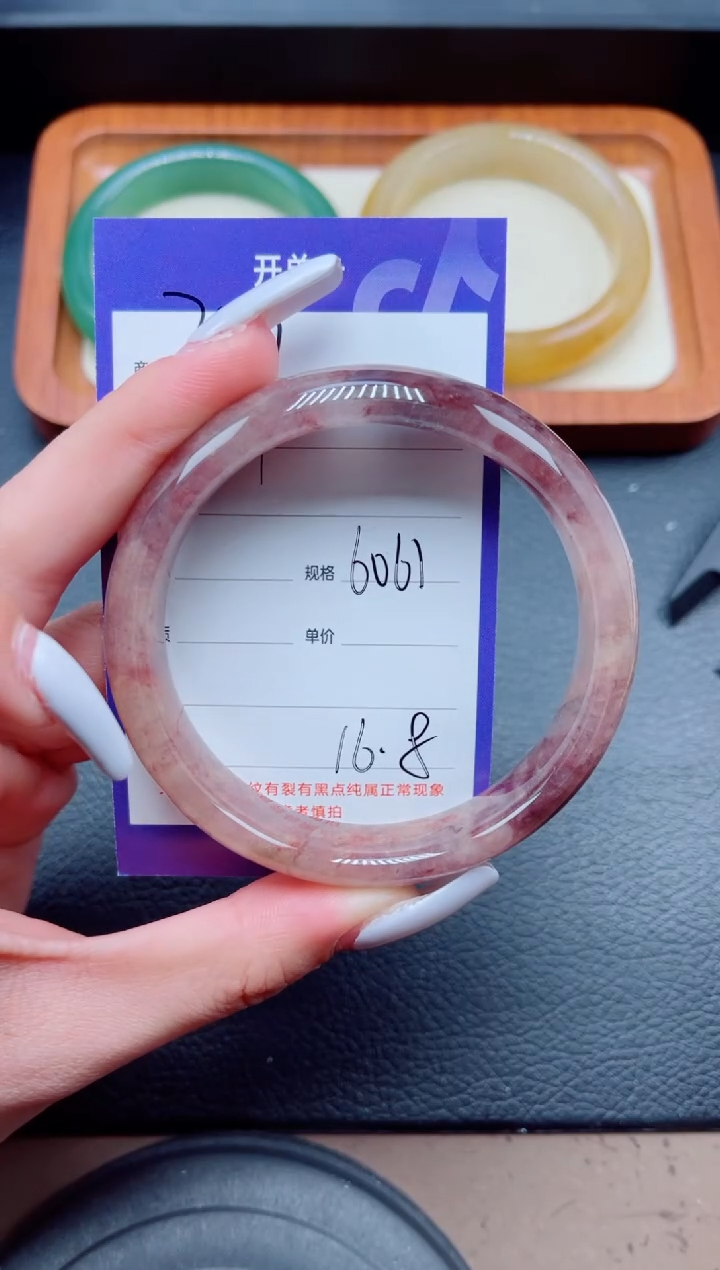 开单
商
规格 6061
单价
16.8
纹有裂有黑点纯属正常现象
者慎拍